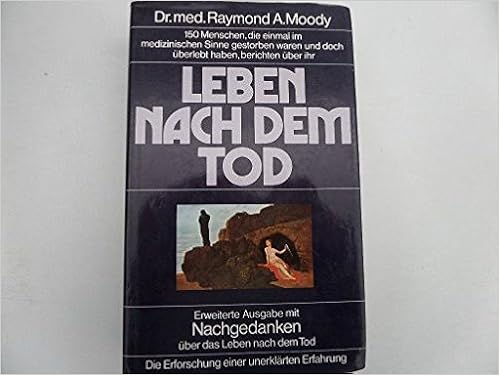 Dr. med. Raymond A. Moody
150 Menschen, die einmal im
medizinischen Sinne gestorben waren und doch
überlebt haben, berichten über ihr
LEBEN
NACH DEM
TOD
Erweiterte Ausgabe mit
Nachgedanken
über das Leben nach dem Tod
Die Erforschung einer unerklärten Erfahrung